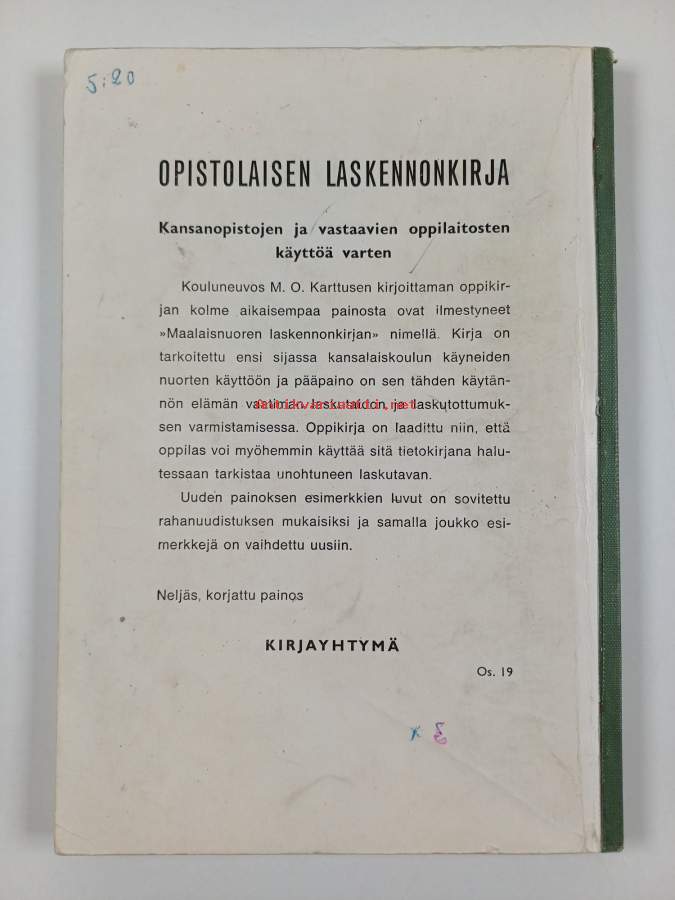 5:20
OPISTOLAISEN LASKENNONKIRJA
Kansanopistojen ja vastaavien oppilaitosten
käyttöä varten
Kouluneuvos M. O. Karttusen kirjoittaman oppikir-
jan kolme aikaisempaa painosta ovat ilmestyneet
»Maalaisnuoren laskennonkirjan» nimellä. Kirja on
tarkoitettu ensi sijassa kansalaiskoulun käyneiden
nuorten käyttöön ja pääpaino on sen tähden käytän-
nön elämän vaatiman laskutaidon ja laskutottumuk-
sen varmistamisessa. Oppikirja on laadittu niin, että
oppilas voi myöhemmin käyttää sitä tietokirjana halu-
tessaan tarkistaa unohtuneen laskutavan.
Uuden painoksen esimerkkien luvut on sovitettu
rahanuudistuksen mukaisiksi ja samalla joukko esi-
merkkejä on vaihdettu uusiin.
Neljäs, korjattu painos
KIRJAYHTYMÄ
Os. 19